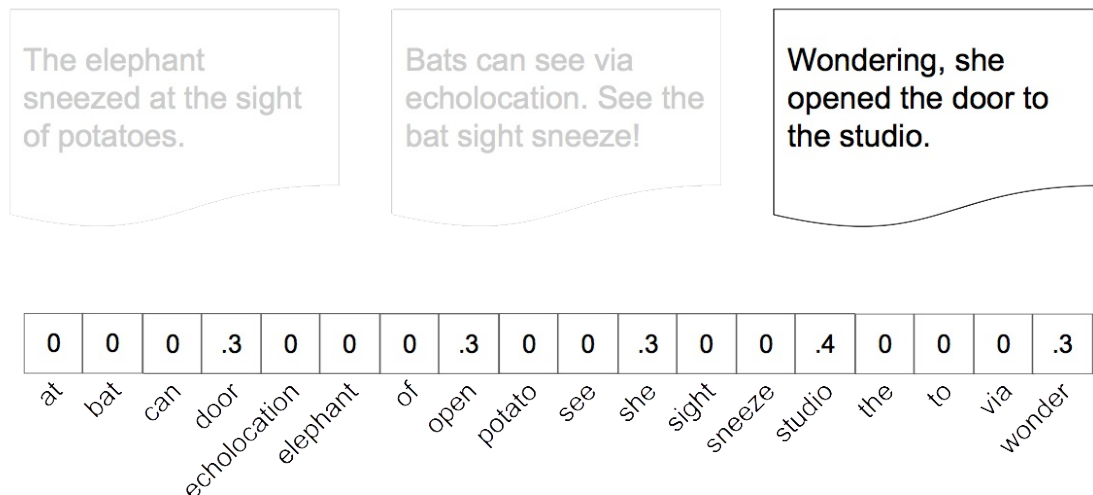 The elephant
sneezed at the sight
of potatoes.
Bats can see via
echolocation. See the
bat sight sneeze!
Wondering, she
opened the door to
the studio.
0 0 0 .3 0 0 0 .3 0 0 .3 0 0 .4 0 0 0 .3
at bat can door echolocation elephant of open potato see she sight sneeze studio the to via wonder